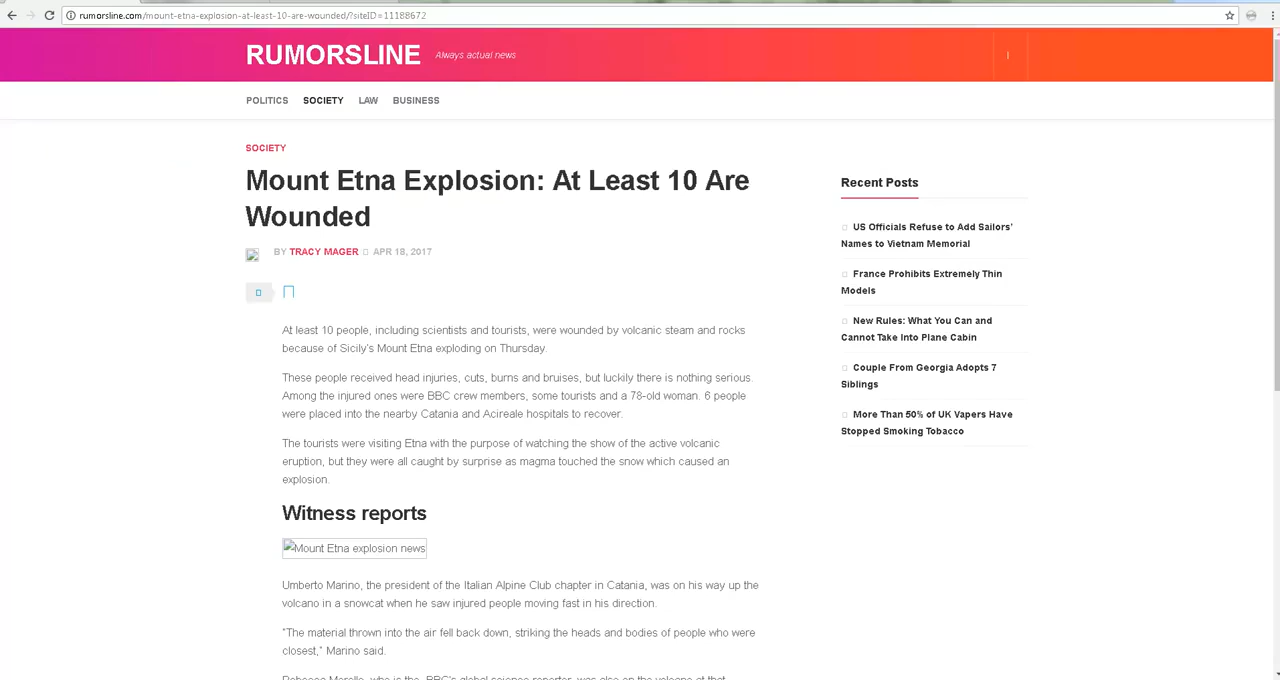 rumorsline.com/mount-etna-explosion-at-least-10-are-wounded/?siteID=11188672
RUMORSLINE
Always actual news
POLITICS SOCIETY LAW BUSINESS
SOCIETY
Mount Etna Explosion: At Least 10 Are
Wounded
BY TRACY MAGER APR 18, 2017
At least 10 people, including scientists and tourists, were wounded by volcanic steam and rocks
because of Sicily's Mount Etna exploding on Thursday.
These people received head injuries, cuts, burns and bruises, but luckily there is nothing serious.
Among the injured ones were BBC crew members, some tourists and a 78-old woman. 6 people
were placed into the nearby Catania and Acireale hospitals to recover.
The tourists were visiting Etna with the purpose of watching the show of the active volcanic
eruption, but they were all caught by surprise as magma touched the snow which caused an
explosion.
Witness reports
Mount Etna explosion news
Umberto Marino, the president of the Italian Alpine Club chapter in Catania, was on his way up the
volcano in a snowcat when he saw injured people moving fast in his direction.
"The material thrown into the air fell back down, striking the heads and bodies of people who were
closest," Marino said.
Rebecca Morelle, who is the BBC's global science reporter, was also on the volcano at that
Recent Posts
US Officials Refuse to Add Sailors'
Names to Vietnam Memorial
France Prohibits Extremely Thin
Models
New Rules: What You Can and
Cannot Take Into Plane Cabin
Couple From Georgia Adopts 7
Siblings
More Than 50% of UK Vapers Have
Stopped Smoking Tobacco